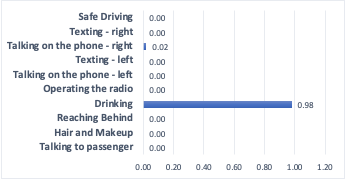 Safe Driving 0.00
Texting - right 0.00
Talking on the phone - right 0.02
Texting - left 0.00
Talking on the phone - left 0.00
Operating the radio 0.00
Drinking 0.98
Reaching Behind 0.00
Hair and Makeup 0.00
Talking to passenger 0.00
0.00 0.20 0.40 0.60 0.80 1.00 1.20